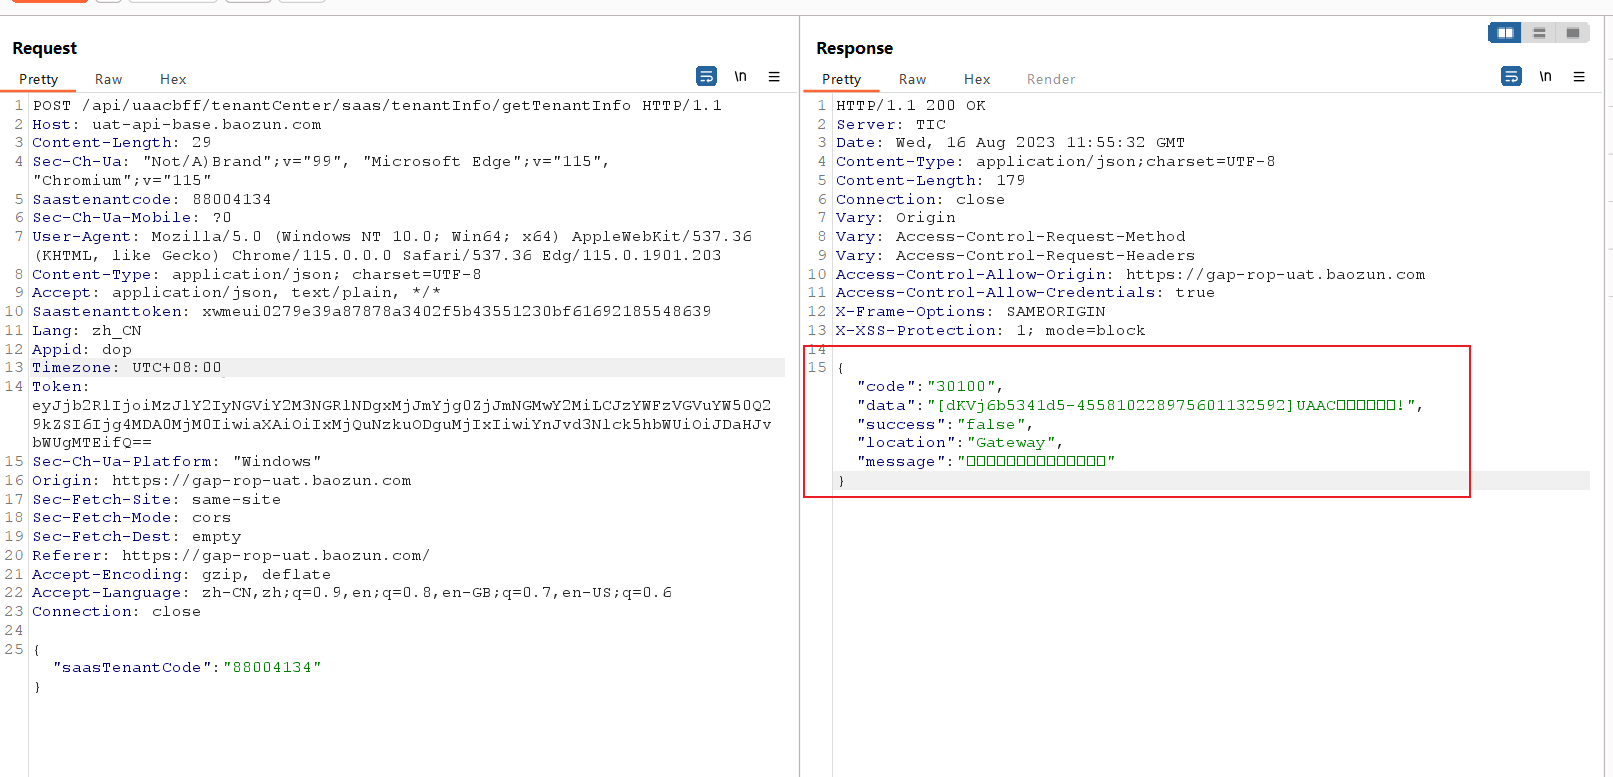 Request
Pretty Raw Hex
\n
1 POST /api/uaacbff/tenantCenter/saas/tenantInfo/getTenantInfo HTTP/1.1
2 Host: uat-api-base.baozun.com
3 Content-Length: 29
4 Sec-Ch-Ua: "Not/A)Brand";v="99", "Microsoft Edge";v="115",
"Chromium";v="115"
5 Saastenantcode: 88004134
6 Sec-Ch-Ua-Mobile: ?0
7 User-Agent: Mozilla/5.0 (Windows NT 10.0; Win64; x64) AppleWebKit/537.36
(KHTML, like Gecko) Chrome/115.0.0.0 Safari/537.36 Edg/115.0.1901.203
8 Content-Type: application/json; charset=UTF-8
9 Accept: application/json, text/plain, */*
10 Saastenanttoken: xwmeui0279e39a87878a3402f5b43551230bf61692185548639
11 Lang: zh_CN
12 Appid: dop
13 Timezone: UTC+08:00
14 Token:
eyJjb2RlIjoiMzJlY2IyNGViY2M3NGRlNDgxMjJmYjg0ZjJmNGMwY2MiLCJzYWFzVGVuYW50Q2
9kZSI6Ijg4MDA0MjM0IiwiaXAiOiIxMjQuNzkuODguMjIxIiwiYnJvd3Nlck5hbWUiOiJDaHJv
bWUgMTEifQ==
15 Sec-Ch-Ua-Platform: "Windows"
16 Origin: https://gap-rop-uat.baozun.com
17 Sec-Fetch-Site: same-site
18 Sec-Fetch-Mode: cors
19 Sec-Fetch-Dest: empty
20 Referer: https://gap-rop-uat.baozun.com/
21 Accept-Encoding: gzip, deflate
22 Accept-Language: zh-CN,zh;q=0.9,en;q=0.8,en-GB;q=0.7,en-US;q=0.6
23 Connection: close
24
25 {
"saasTenantCode":"88004134"
}
Response
Pretty Raw Hex Render
\n
1 HTTP/1.1 200 OK
2 Server: TIC
3 Date: Wed, 16 Aug 2023 11:55:32 GMT
4 Content-Type: application/json;charset=UTF-8
5 Content-Length: 179
6 Connection: close
7 Vary: Origin
8 Vary: Access-Control-Request-Method
9 Vary: Access-Control-Request-Headers
10 Access-Control-Allow-Origin: https://gap-rop-uat.baozun.com
11 Access-Control-Allow-Credentials: true
12 X-Frame-Options: SAMEORIGIN
13 X-XSS-Protection: 1; mode=block
14
15 {
"code":"30100",
"data":"[dKVj6b5341d5-455810228975601132592]UAAC□□□□□□!",
"success":"false",
"location":"Gateway",
"message":"□□□□□□□□□□□□□□"
}